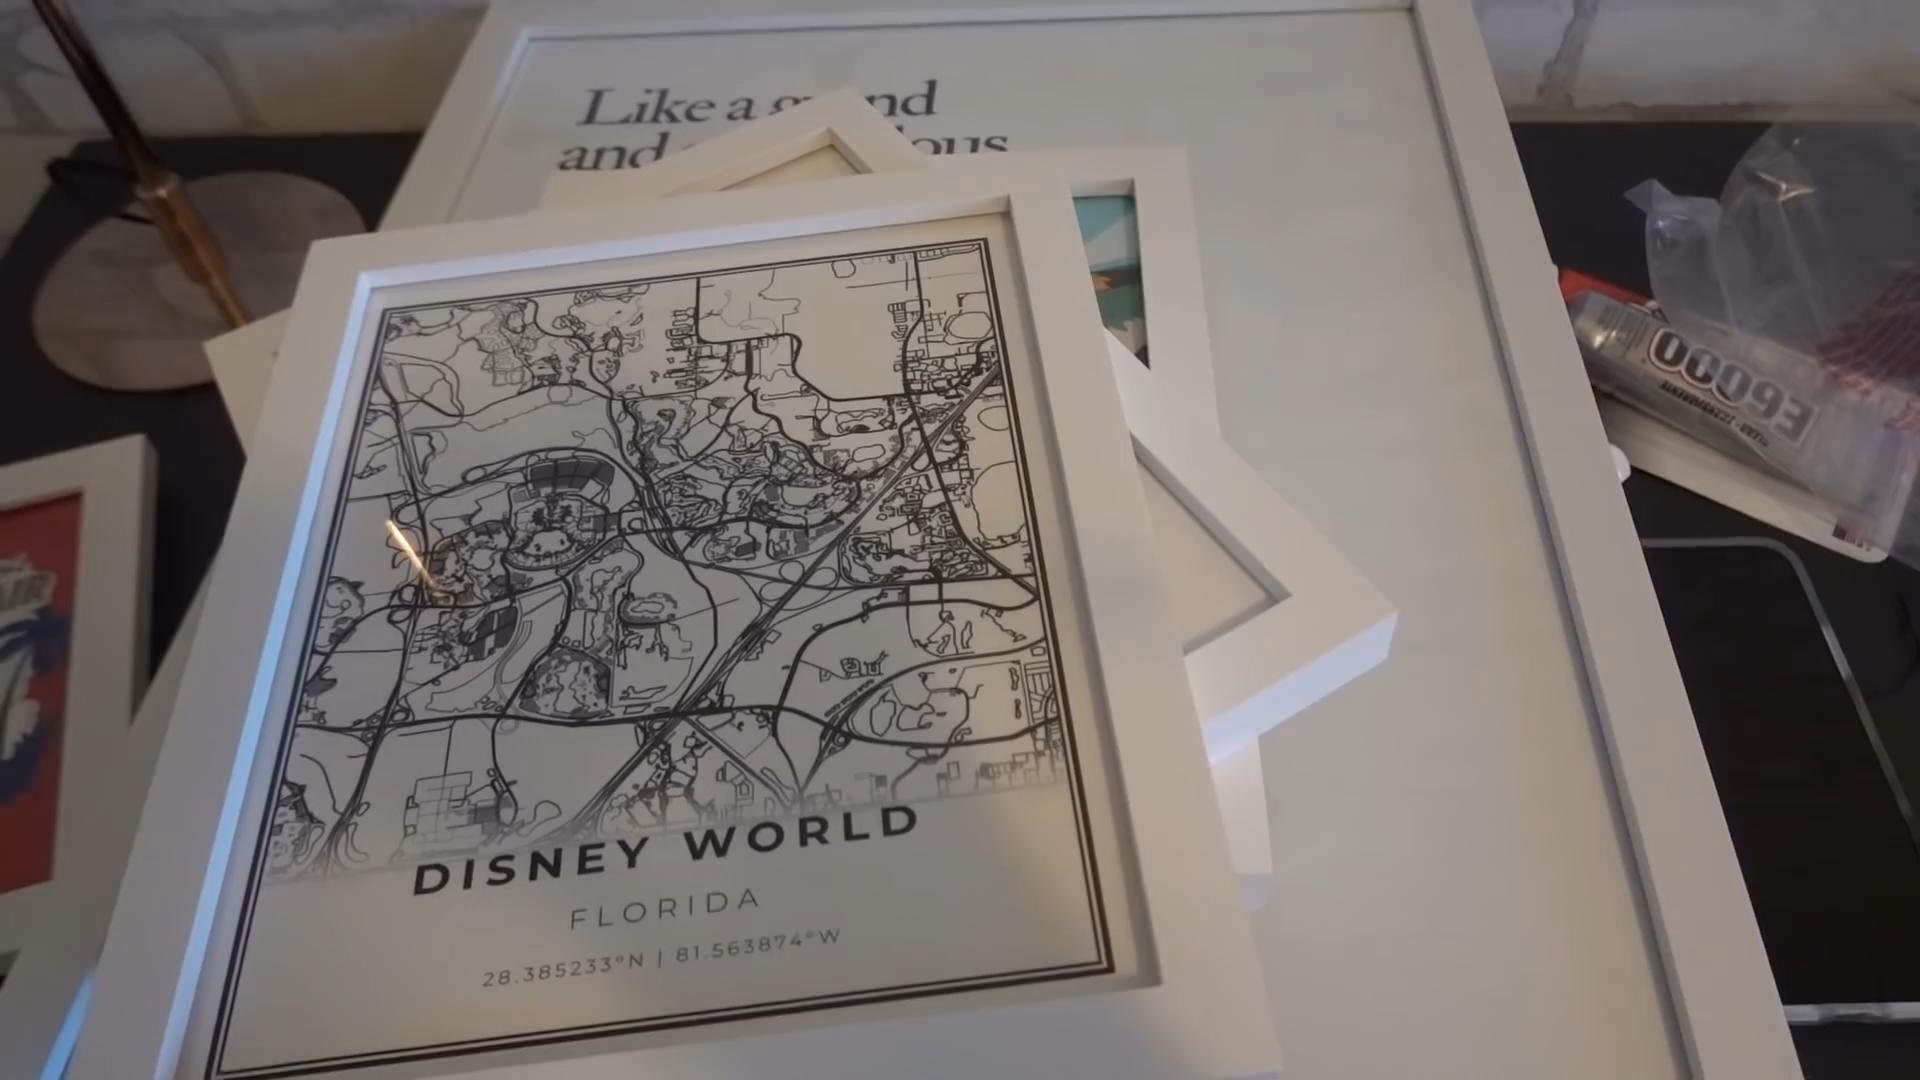 Like a
and
DISNEY WORLD
FLORIDA
28.385233°N | 81.563874°W
E6000